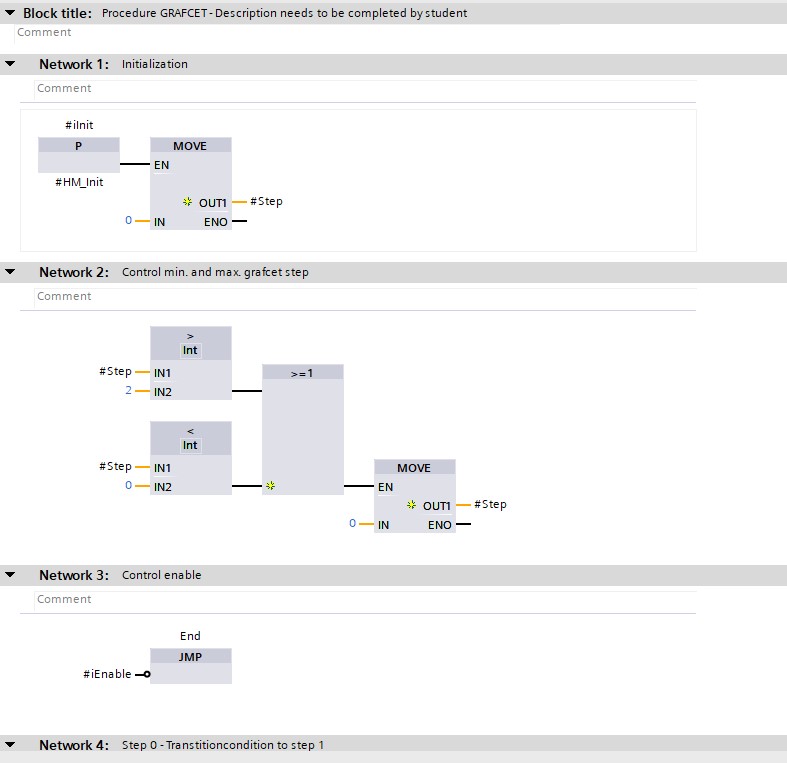 Block title: Procedure GRAFCET - Description needs to be completed by student
Comment
Network 1: Initialization
Comment
#iInit
P MOVE
EN
#HM_Init
OUT1 #Step
0 IN ENO
Network 2: Control min. and max. grafcet step
Comment
>
Int
#Step IN1 >=1
2 IN2
<
Int
#Step IN1 MOVE
0 IN2 EN
OUT1 #Step
0 IN ENO
Network 3: Control enable
Comment
End
JMP
#iEnable
Network 4: Step 0 - Transtitioncondition to step 1